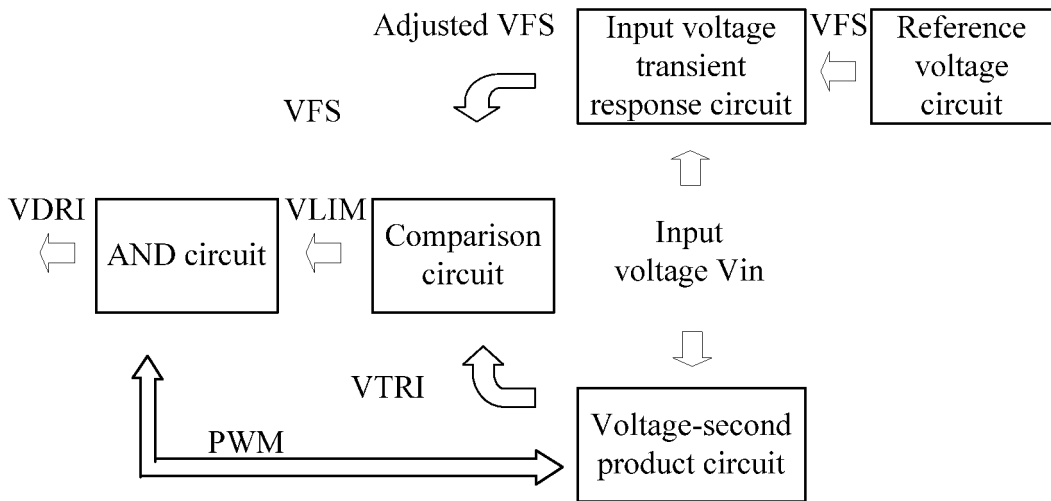 Adjusted VFS
Input voltage
transient
response circuit
VFS
Reference
voltage
circuit
VFS
VDRI
AND circuit
VLIM
Comparison
circuit
Input
voltage Vin
VTRI
PWM
Voltage-second
product circuit